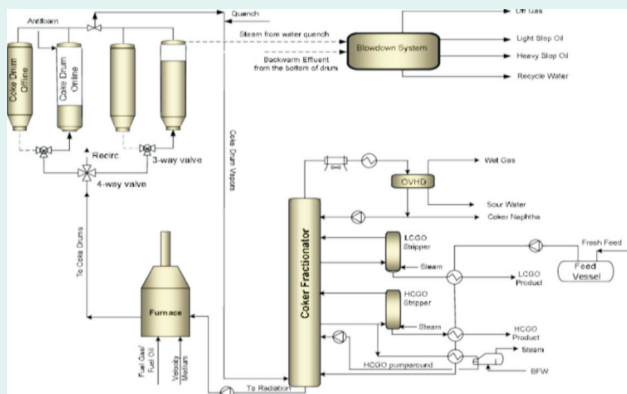 Antifoam
Quench
Off Gas
Steam from water quench
Blowdown System
Light Slop Oil
Heavy Slop Oil
Recycle Water
Backwarm Effluent
from the bottom of drum
Coke Drum
Offline
Coke Drum
Online
Coke Drum Vapors
3-way valve
Recirc.
4-way valve
To Coke Drums
Wet Gas
OVHD
Sour Water
Coker Naphtha
Coker Fractionator
LCGO
Stripper
Steam
LCGO
Product
Fresh Feed
Feed
Vessel
HCGO
Stripper
Steam
HCGO
Product
Steam
HCGO pumparound
BFW
Furnace
Fuel Gas/
Fuel Oil
Velocity
Medium
To Radiation